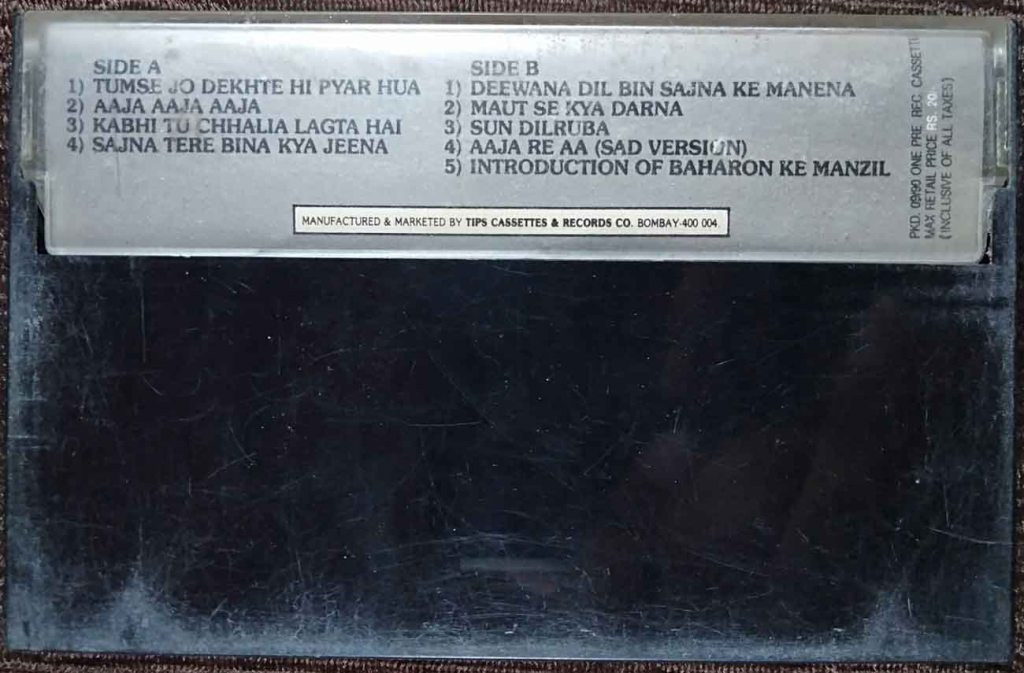 SIDE A
1) TUMSE JO DEKHTE HI PYAR HUA
2) AAJA AAJA AAJA
3) KABHI TU CHHALIA LAGTA HAI
4) SAJNA TERE BINA KYA JEENA
SIDE B
1) DEEWANA DIL BIN SAJNA KE MANENA
2) MAUT SE KYA DARNA
3) SUN DILRUBA
4) AAJA RE AA (SAD VERSION)
5) INTRODUCTION OF BAHARON KE MANZIL
MANUFACTURED & MARKETED BY TIPS CASSETTES & RECORDS CO. BOMBAY-400 004
PKD. 09/90 ONE PRE REC CASSETTE
MAX RETAIL PRICE RS. 20
(INCLUSIVE OF ALL TAXES)